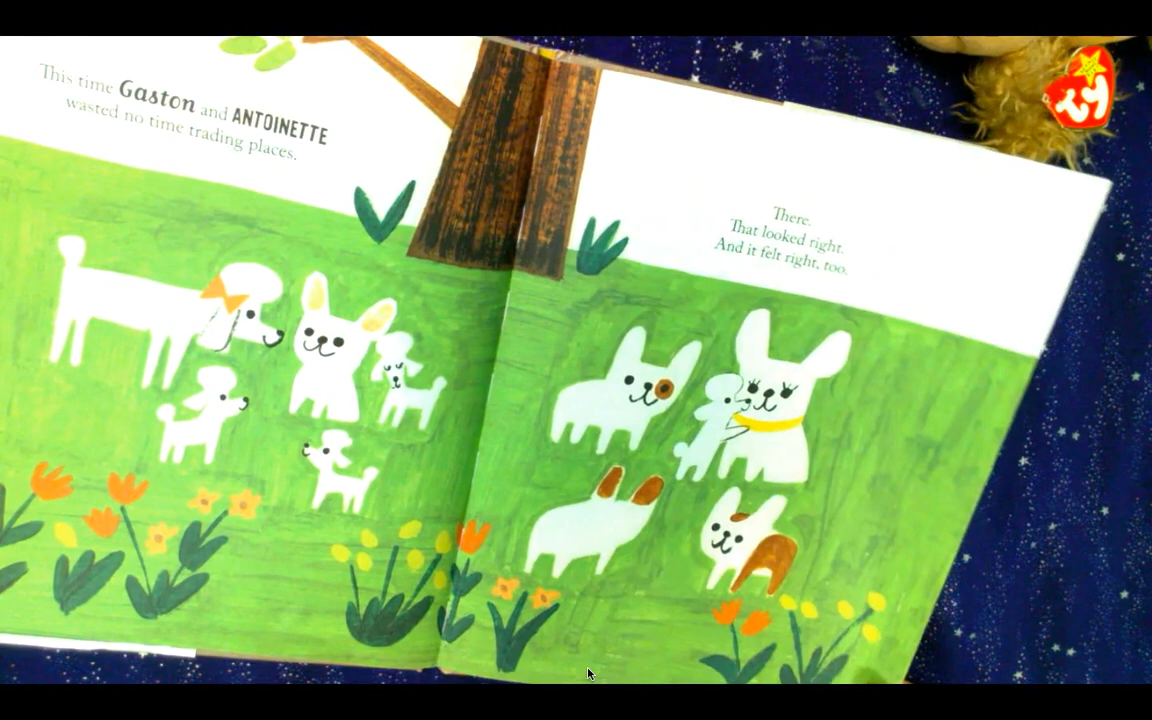 This time Gaston and ANTOINETTE
wasted no time trading places.
There.
That looked right.
And it felt right, too.
ty